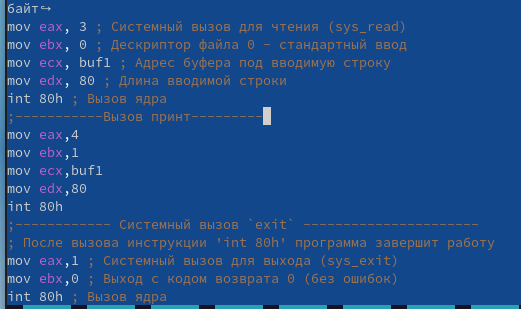 байт↪
mov eax, 3 ; Системный вызов для чтения (sys_read)
mov ebx, 0 ; Дескриптор файла 0 - стандартный ввод
mov ecx, buf1 ; Адрес буфера под вводимую строку
mov edx, 80 ; Длина вводимой строки
int 80h ; Вызов ядра
;-----------Вызов принт---------
mov eax,4
mov ebx,1
mov ecx,buf1
mov edx,80
int 80h
;------------ Системный вызов `exit` ----------------------
; После вызова инструкции 'int 80h' программа завершит работу
mov eax,1 ; Системный вызов для выхода (sys_exit)
mov ebx,0 ; Выход с кодом возврата 0 (без ошибок)
int 80h ; Вызов ядра